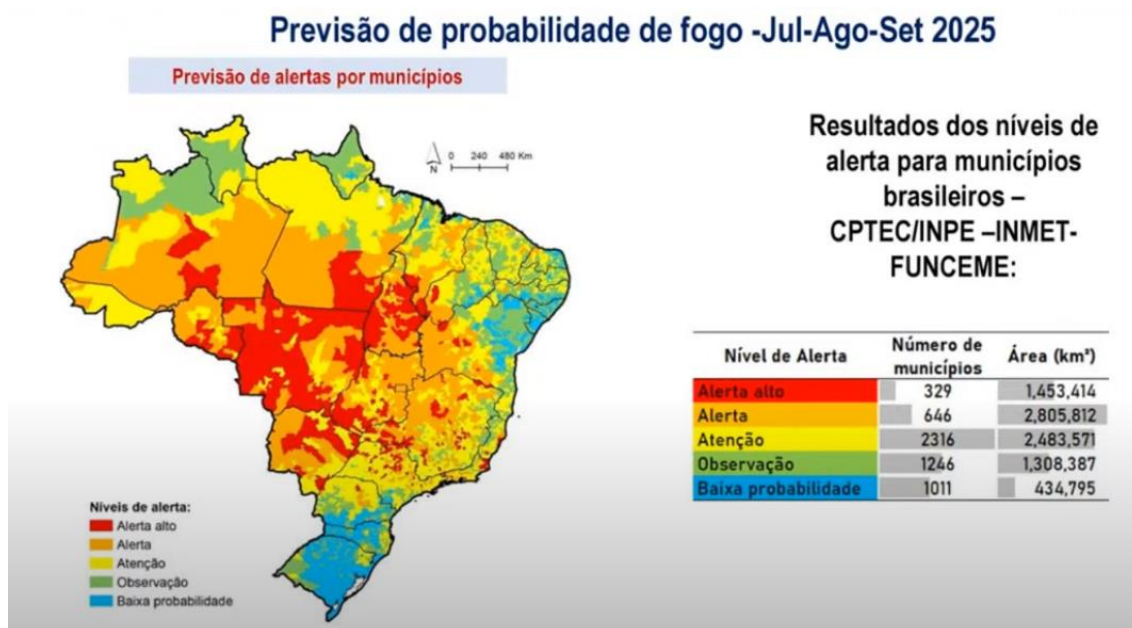 Previsão de probabilidade de fogo -Jul-Ago-Set 2025
Previsão de alertas por municípios
N
0 240 480 Km
Resultados dos níveis de
alerta para municípios
brasileiros –
CPTEC/INPE –INMET-
FUNCEME:
Nível de Alerta Número de municípios Área (km²)
Alerta alto 329 1,453,414
Alerta 646 2,805,812
Atenção 2316 2,483,571
Observação 1246 1,308,387
Baixa probabilidade 1011 434,795
Níveis de alerta:
Alerta alto
Alerta
Atenção
Observação
Baixa probabilidade